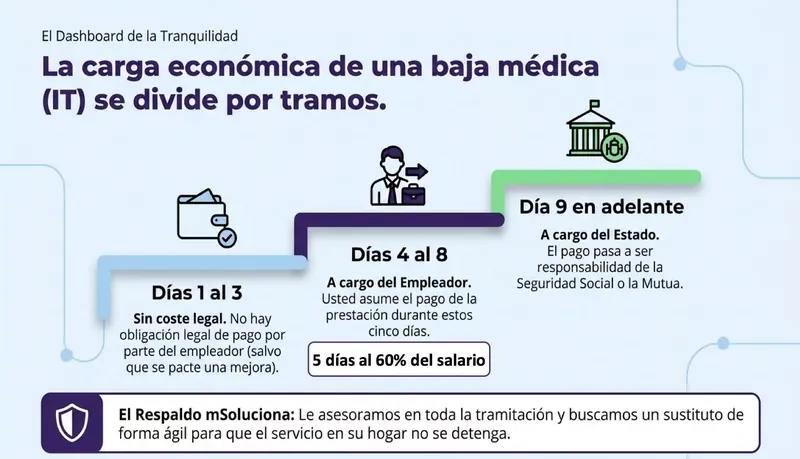 El Dashboard de la Tranquilidad
La carga económica de una baja médica
(IT) se divide por tramos.
Días 1 al 3
Sin coste legal. No hay
obligación legal de pago por
parte del empleador (salvo
que se pacte una mejora).
Días 4 al 8
A cargo del Empleador.
Usted asume el pago de la
prestación durante estos
cinco días.
5 días al 60% del salario
Día 9 en adelante
A cargo del Estado.
El pago pasa a ser
responsabilidad de la
Seguridad Social o la Mutua.
El Respaldo mSoluciona: Le asesoramos en toda la tramitación y buscamos un sustituto de
forma ágil para que el servicio en su hogar no se detenga.